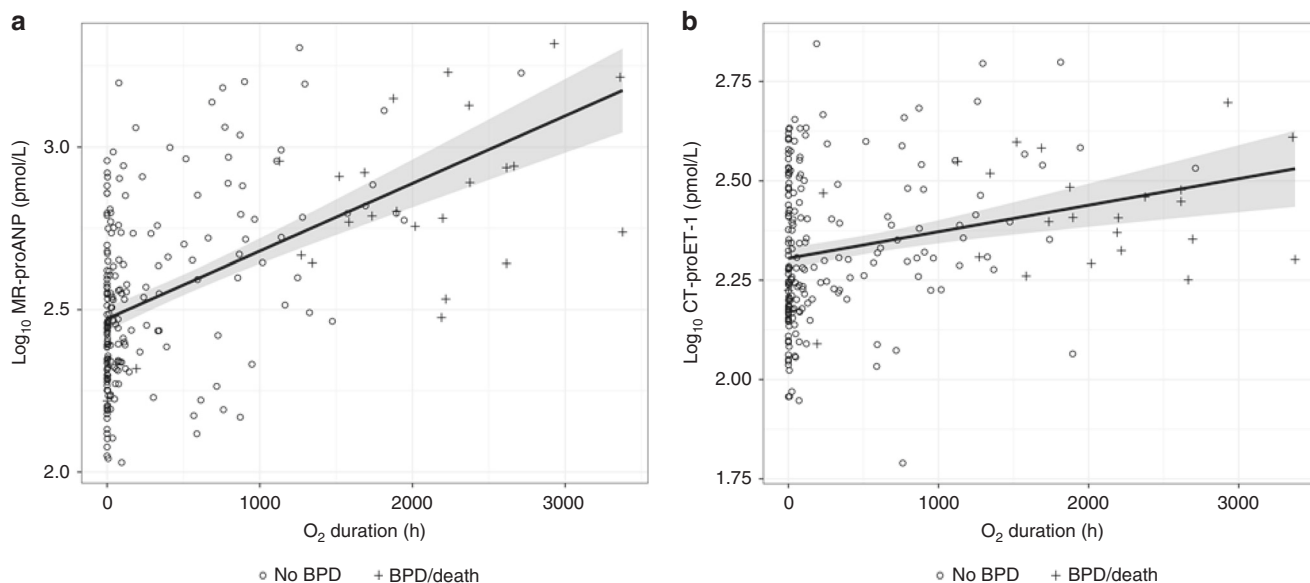 a
Log10 MR-proANP (pmol/L)
3.0
2.5
2.0
0 1000 2000 3000
O2 duration (h)
○ No BPD + BPD/death
b
Log10 CT-proET-1 (pmol/L)
2.75
2.50
2.25
2.00
1.75
0 1000 2000 3000
O2 duration (h)
○ No BPD + BPD/death